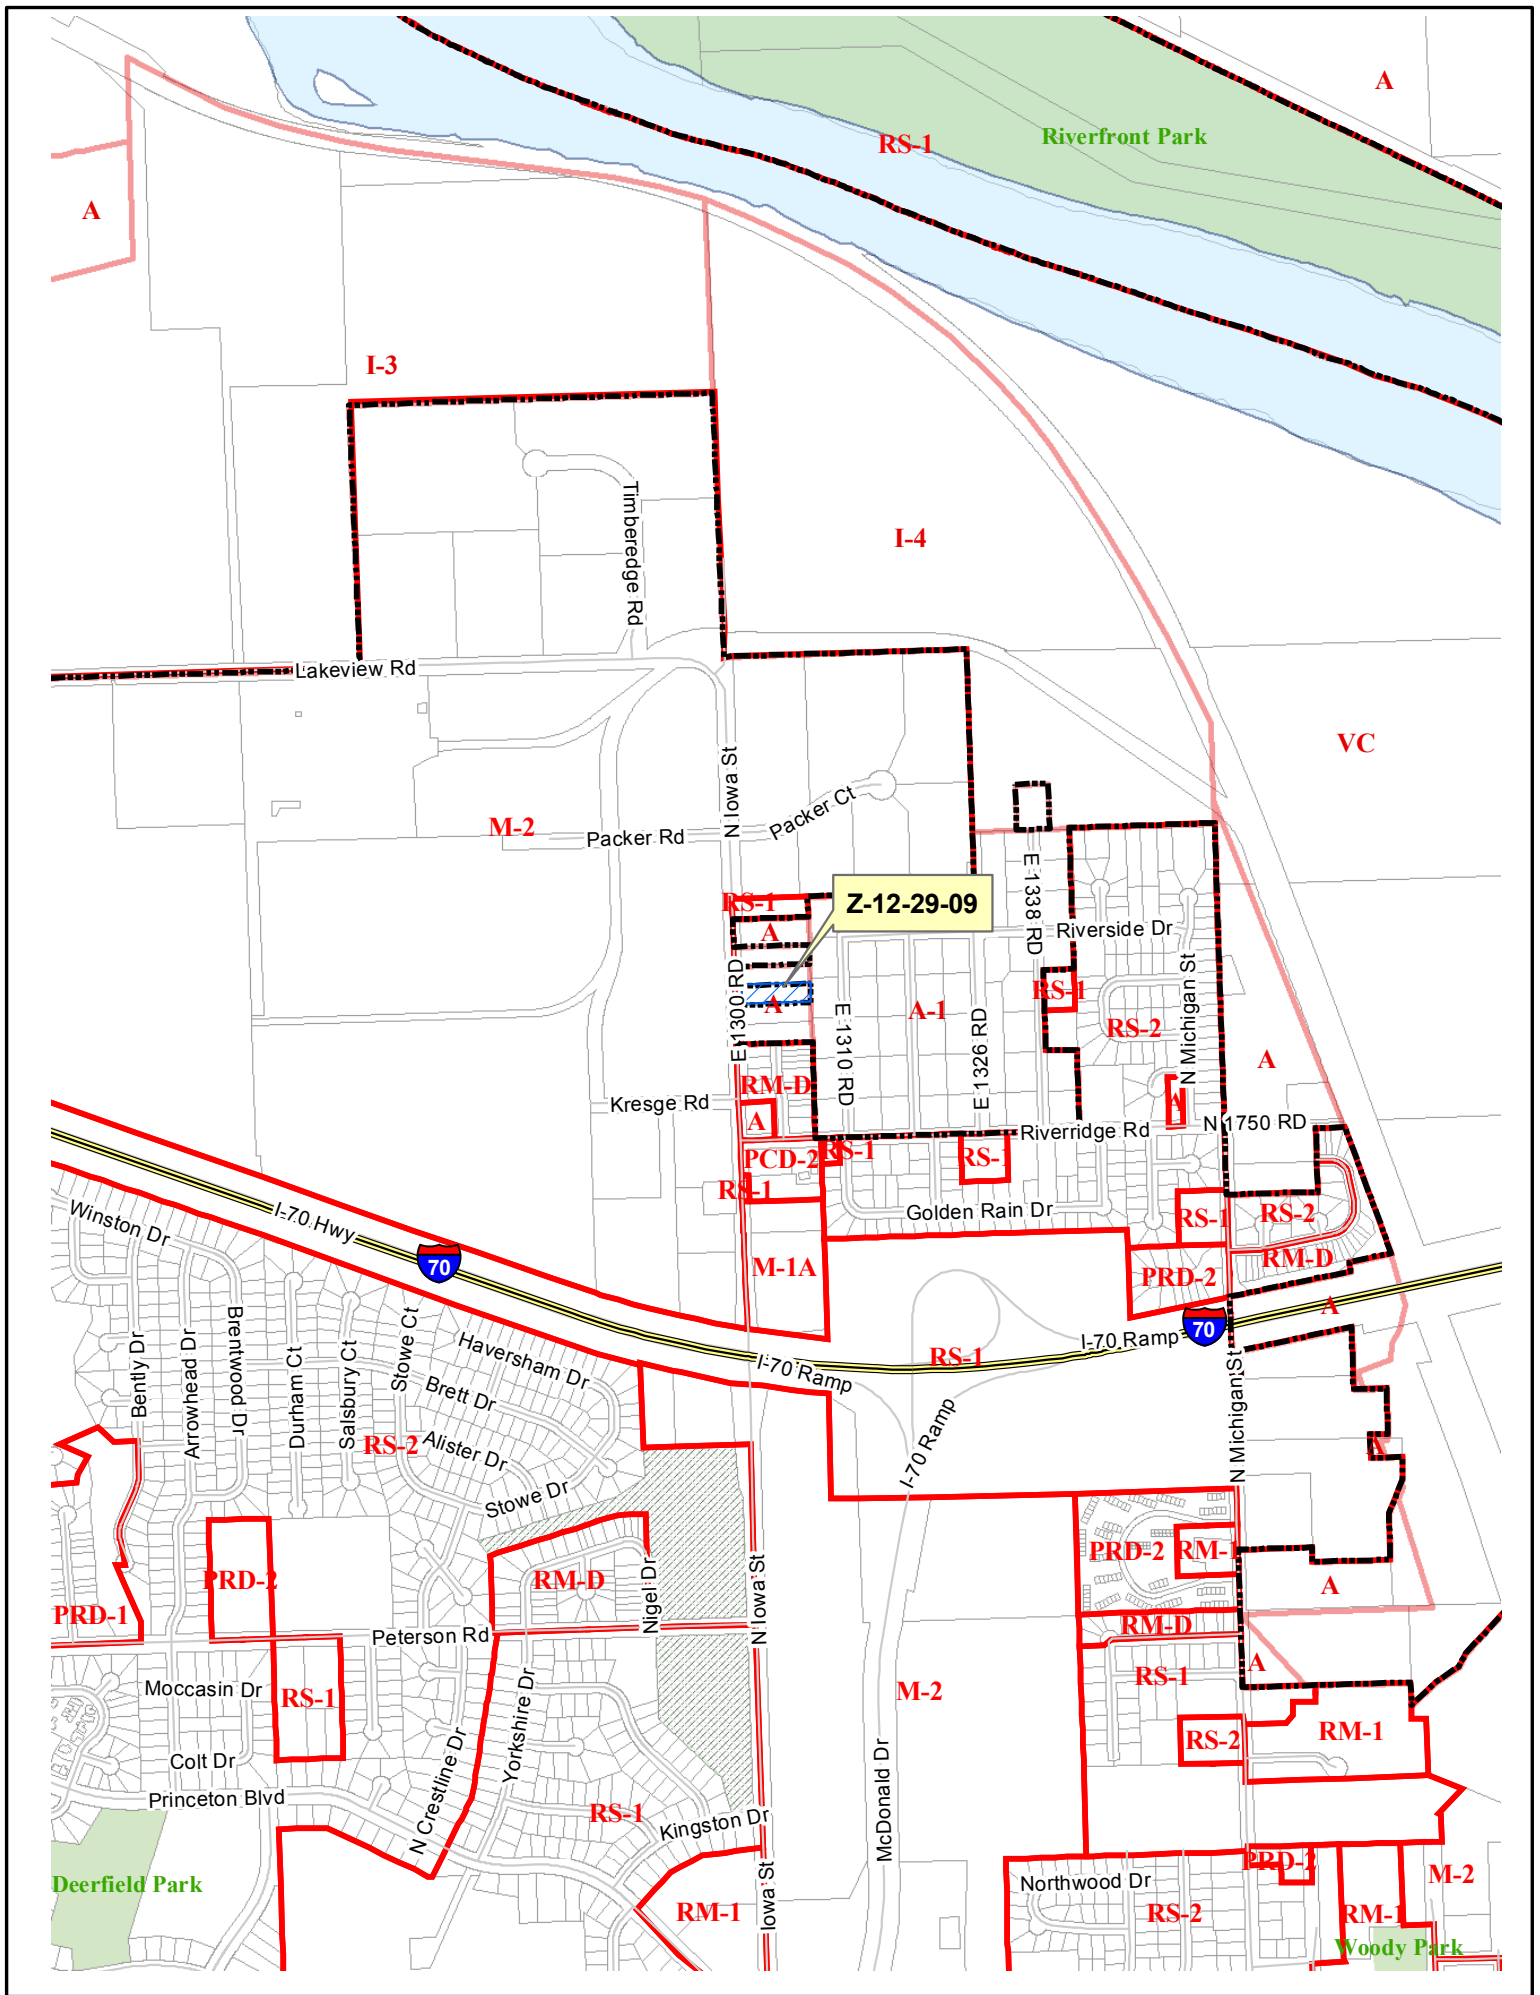 A
Riverfront Park
RS-1
A
I-3
I-4
Timberedge Rd
Lakeview Rd
VC
N Iowa St
Packer Ct
M-2
Packer Rd
E 1338 RD
RS-1
Z-12-29-09
A
Riverside Dr
E 1300 RD
A
RS-1
E 1310 RD
A-1
E 1326 RD
RS-2
N Michigan St
A
RM-D
Kresge Rd
A
A
N 1750 RD
Riverridge Rd
PCD-2
RS-1
RS-1
RS-1
Winston Dr
I-70 Hwy
Golden Rain Dr
RS-1
RS-2
RM-D
70
M-1A
PRD-2
A
70
I-70 Ramp
RS-1
I-70 Ramp
I-70 Ramp
Bently Dr
Arrowhead Dr
Brentwood Dr
Durham Ct
Salsbury Ct
Stowe Ct
Haversham Dr
Brett Dr
RS-2
Alister Dr
Stowe Dr
N Michigan St
A
PRD-2
RM-1
PRD-2
RM-D
Nigel Dr
N Iowa St
A
PRD-1
Peterson Rd
RM-D
A
RS-1
Moccasin Dr
RS-1
M-2
Yorkshire Dr
N Crestline Dr
RS-2
RM-1
Colt Dr
Princeton Blvd
RS-1
Kingston Dr
McDonald Dr
Deerfield Park
PRD-2
M-2
Northwood Dr
RM-1
Iowa St
RS-2
RM-1
Woody Park